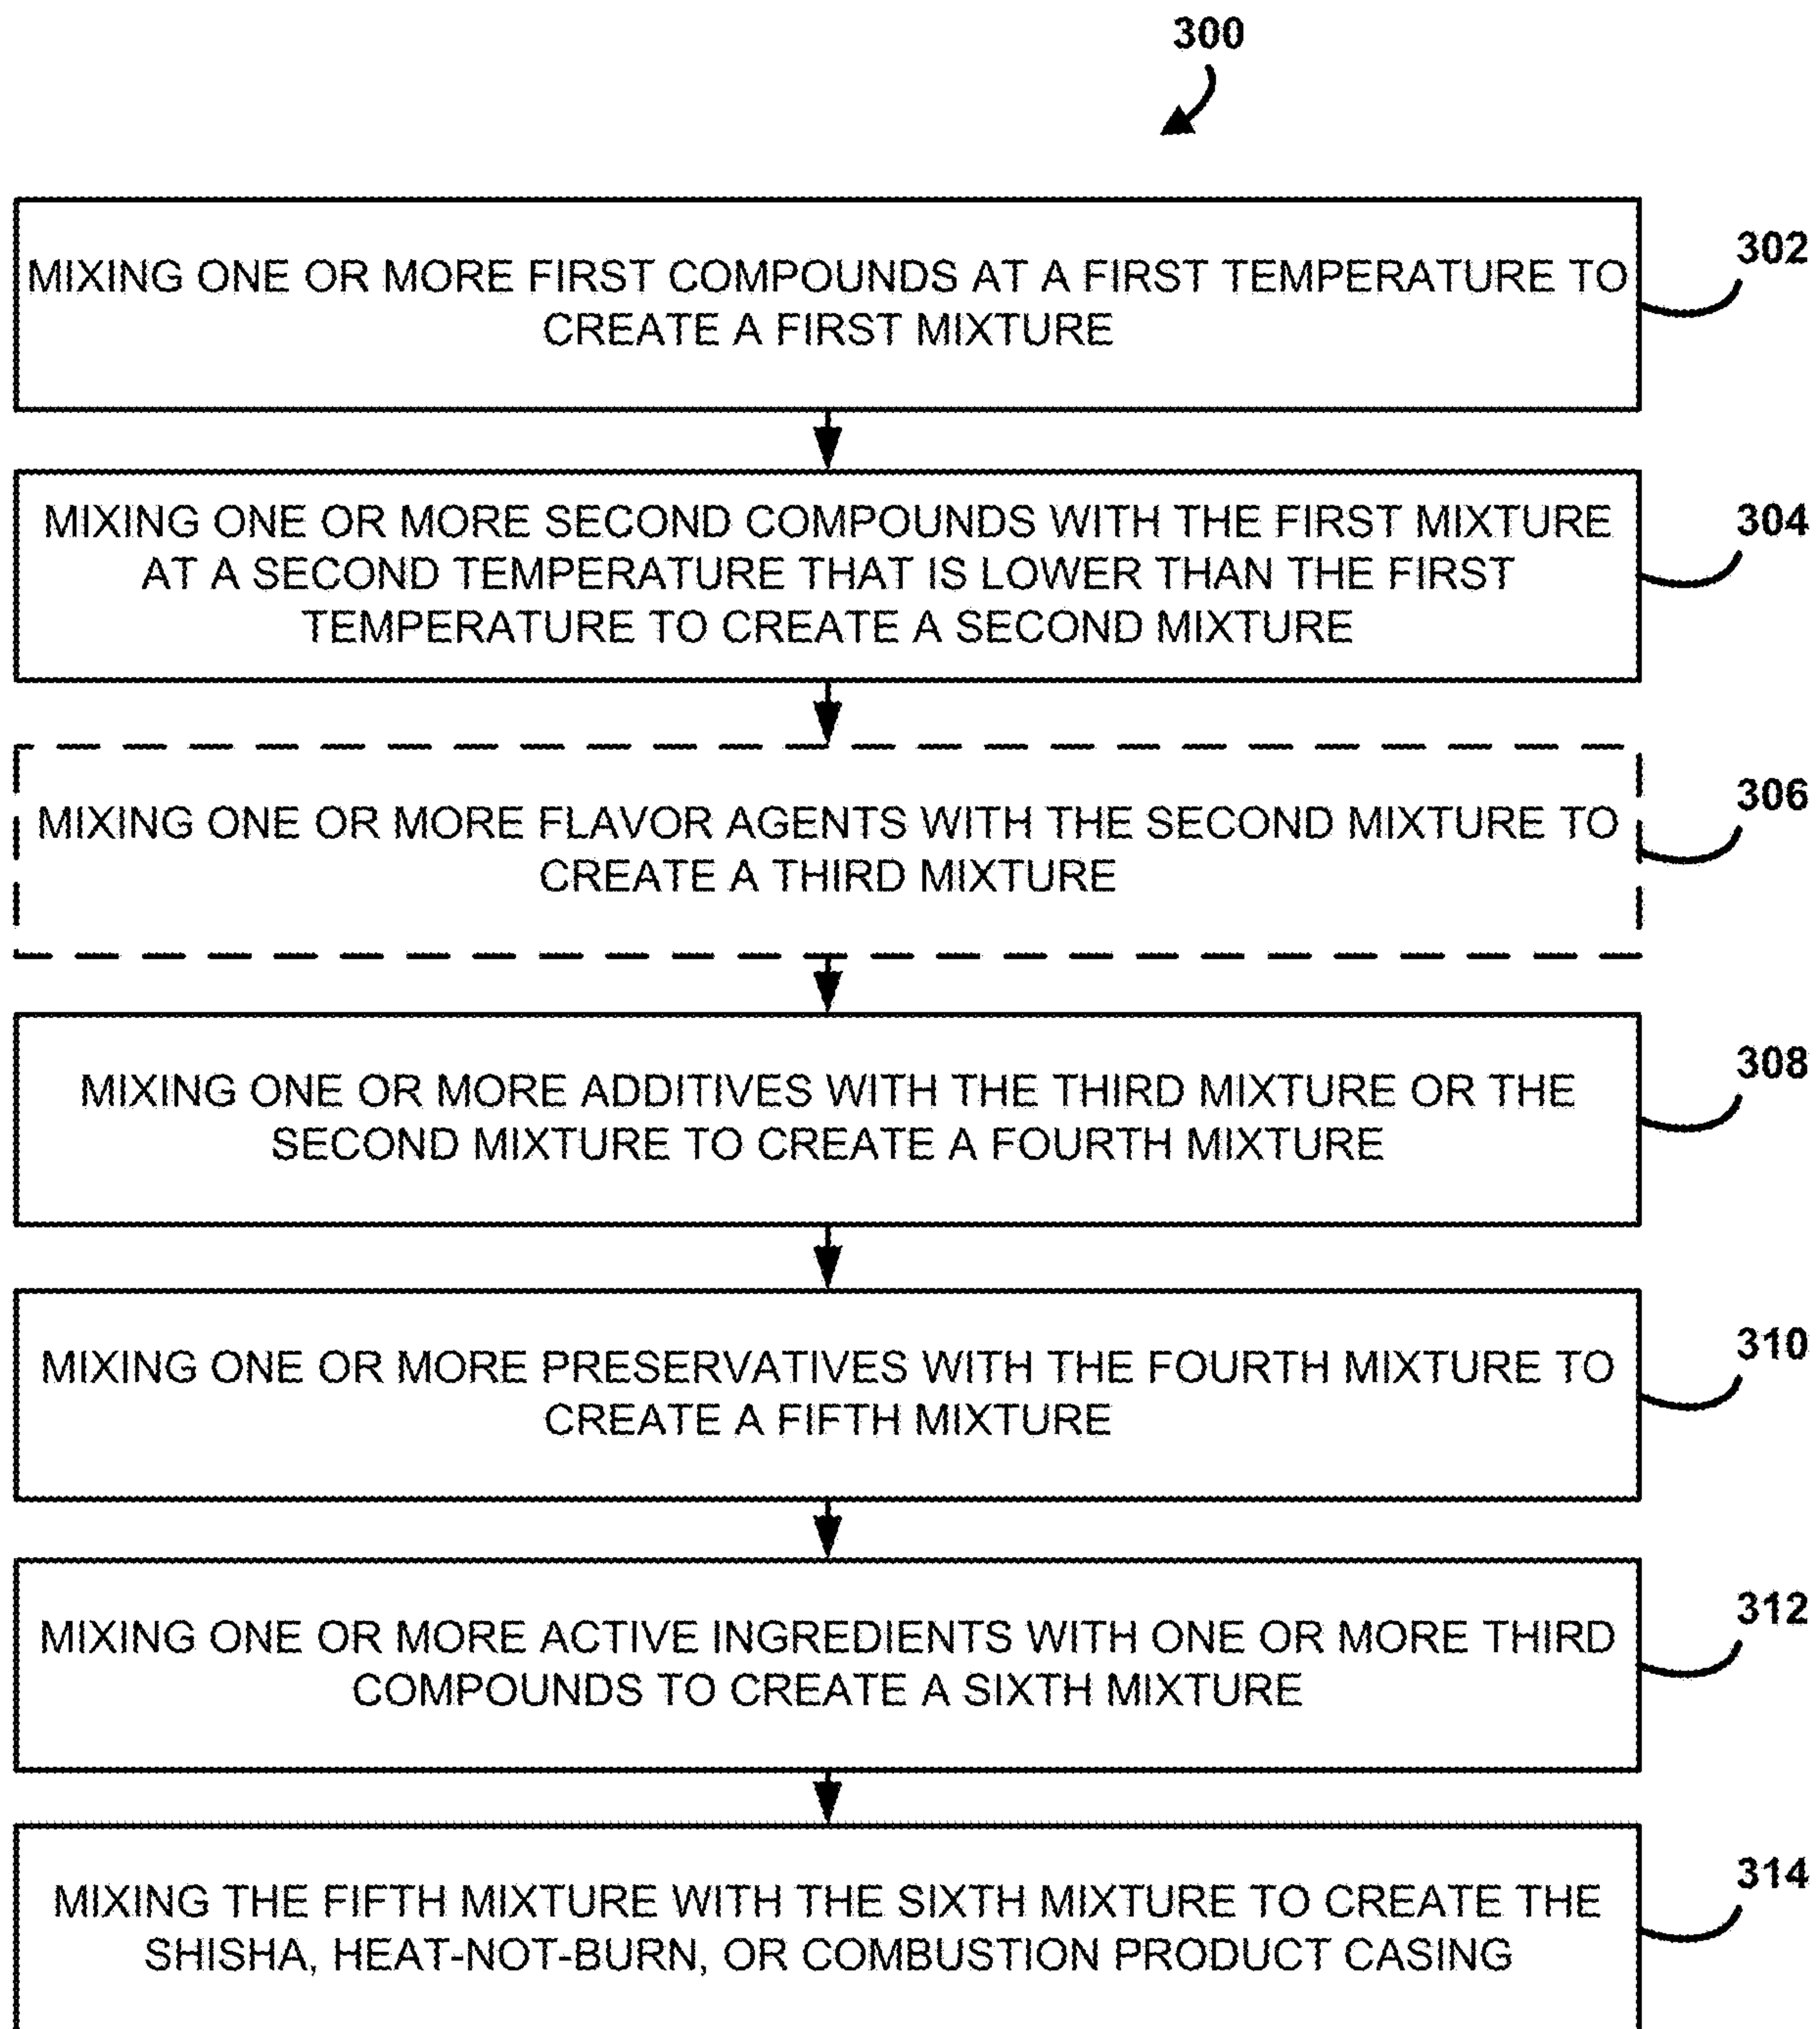 300
MIXING ONE OR MORE FIRST COMPOUNDS AT A FIRST TEMPERATURE TO
CREATE A FIRST MIXTURE
302
MIXING ONE OR MORE SECOND COMPOUNDS WITH THE FIRST MIXTURE
AT A SECOND TEMPERATURE THAT IS LOWER THAN THE FIRST
TEMPERATURE TO CREATE A SECOND MIXTURE
304
MIXING ONE OR MORE FLAVOR AGENTS WITH THE SECOND MIXTURE TO
CREATE A THIRD MIXTURE
306
MIXING ONE OR MORE ADDITIVES WITH THE THIRD MIXTURE OR THE
SECOND MIXTURE TO CREATE A FOURTH MIXTURE
308
MIXING ONE OR MORE PRESERVATIVES WITH THE FOURTH MIXTURE TO
CREATE A FIFTH MIXTURE
310
MIXING ONE OR MORE ACTIVE INGREDIENTS WITH ONE OR MORE THIRD
COMPOUNDS TO CREATE A SIXTH MIXTURE
312
MIXING THE FIFTH MIXTURE WITH THE SIXTH MIXTURE TO CREATE THE
SHISHA, HEAT-NOT-BURN, OR COMBUSTION PRODUCT CASING
314